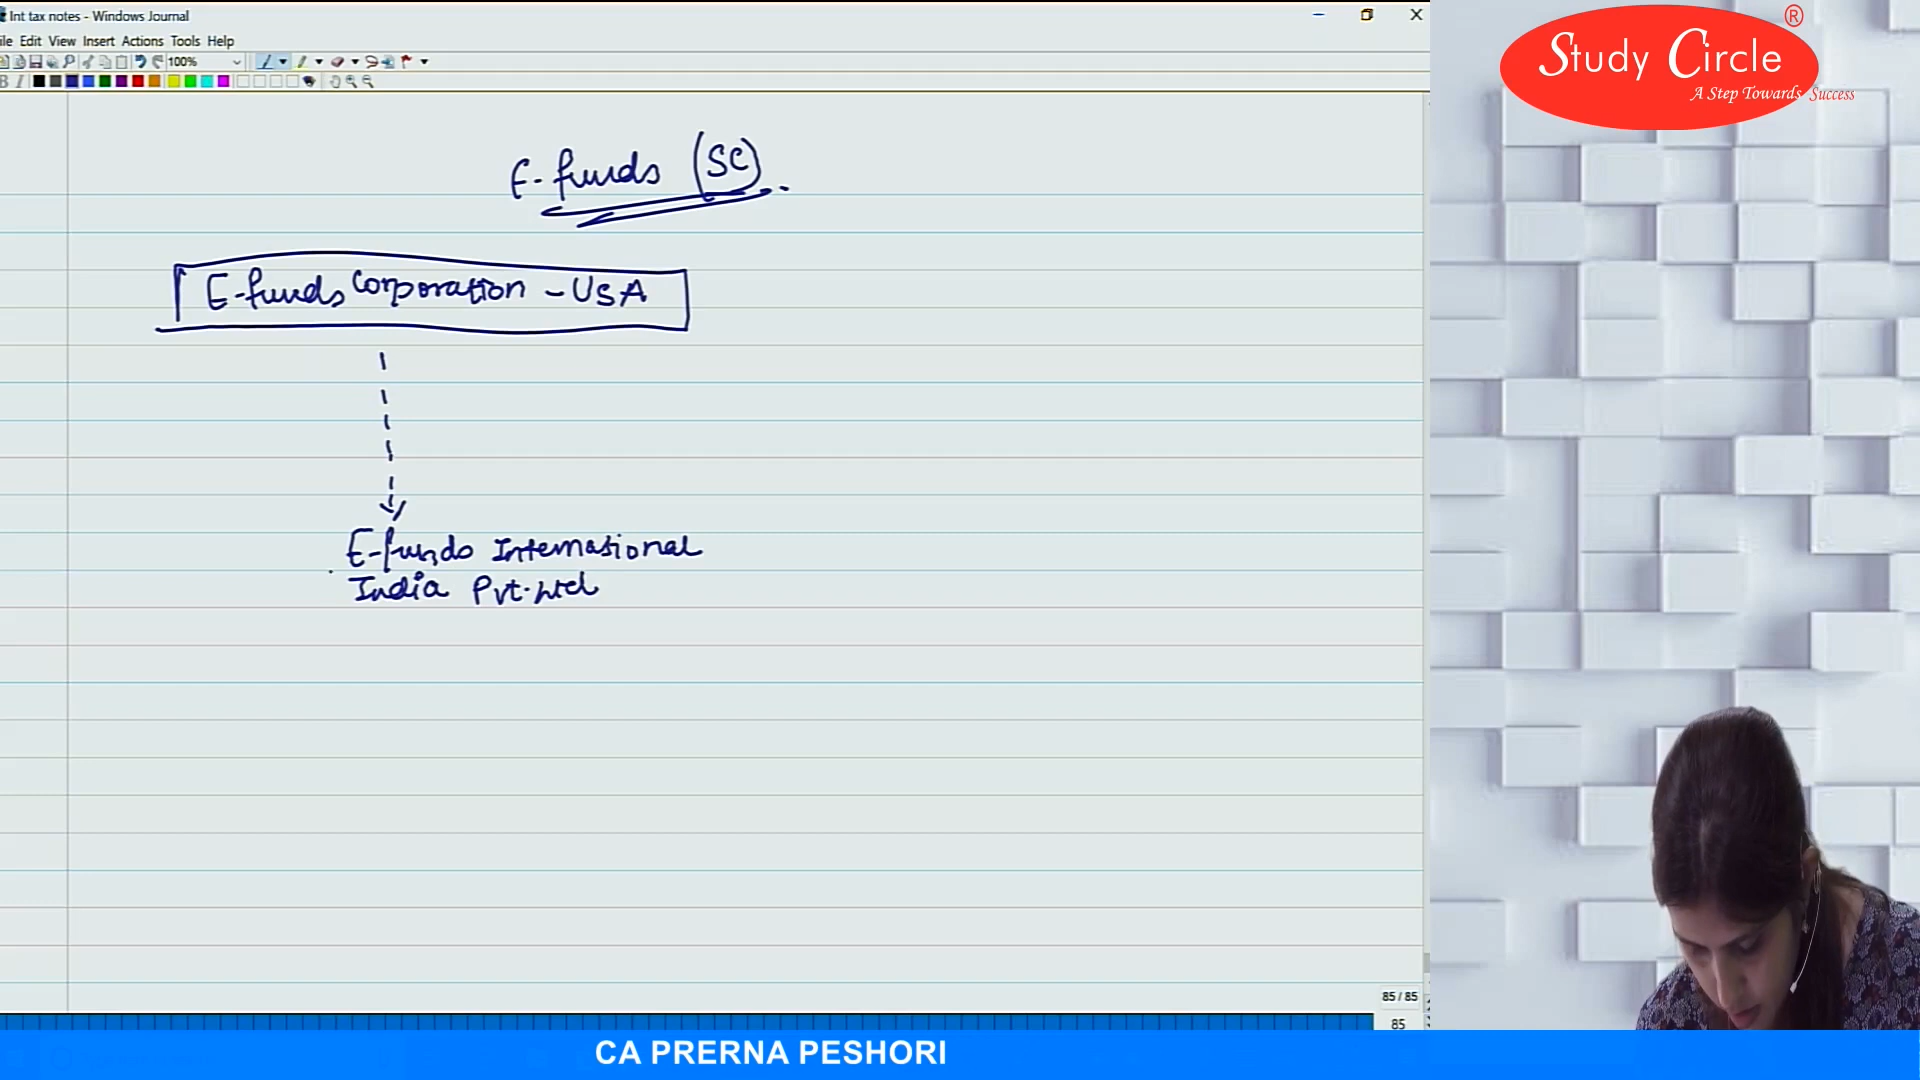 Int tax notes - Windows Journal
ile Edit View Insert Actions Tools Help
100%
B I
E-funds (SC)
E-funds Corporation - USA
E-funds International
India Pvt. Ltd
85 / 85
85
Study Circle ®
A Step Towards Success
CA PRERNA PESHORI